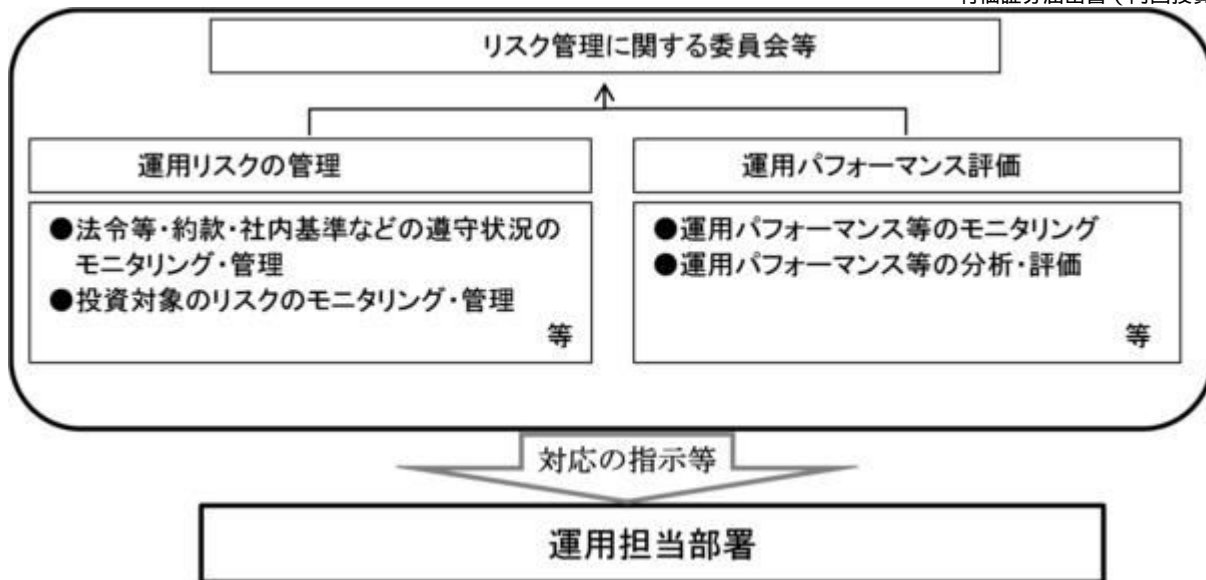 リスク管理に関する委員会等
運用リスクの管理
●法令等・約款・社内基準などの遵守状況の
モニタリング・管理
●投資対象のリスクのモニタリング・管理
等
運用パフォーマンス評価
●運用パフォーマンス等のモニタリング
●運用パフォーマンス等の分析・評価
等
対応の指示等
運用担当部署